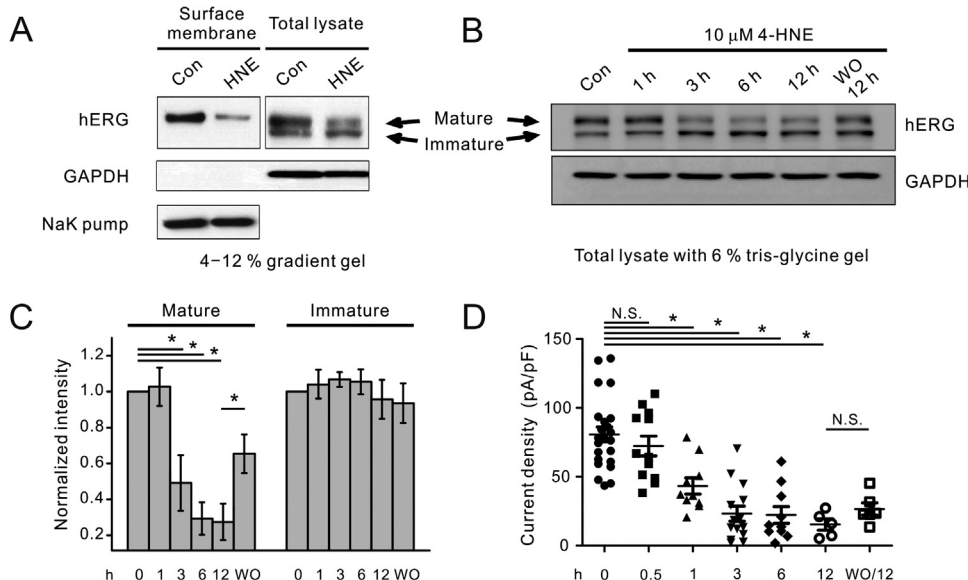 A
Surface membrane
Total lysate
Con
HNE
Con
HNE
hERG
GAPDH
NaK pump
Mature
Immature
4–12 % gradient gel
B
10 μM 4-HNE
Con
1 h
3 h
6 h
12 h
WO 12 h
hERG
GAPDH
Total lysate with 6 % tris-glycine gel
C
Mature
Immature
* * *
*
Normalized intensity
1.2
1.0
0.8
0.6
0.4
0.2
h 0 1 3 6 12 WO 0 1 3 6 12 WO
D
N.S.
* * * *
N.S.
Current density (pA/pF)
150
100
50
0
h 0 0.5 1 3 6 12 WO/12